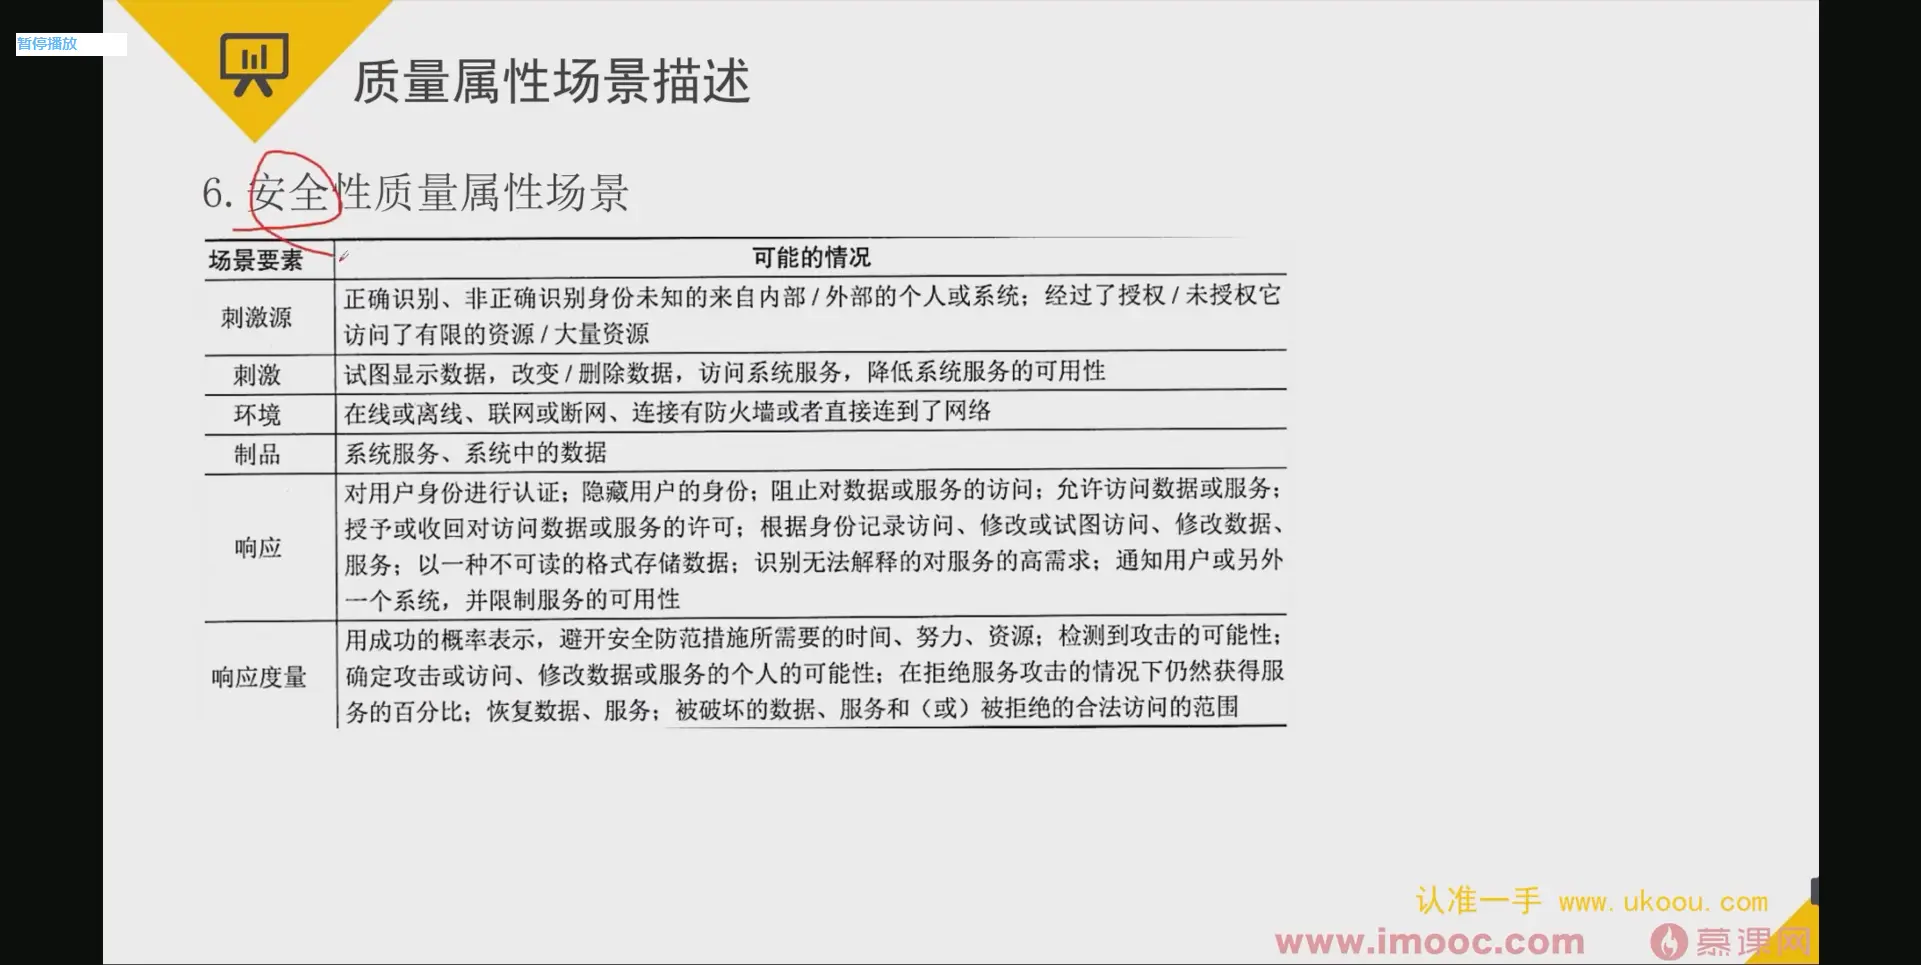 暂停播放
质量属性场景描述
6. 安全性质量属性场景
场景要素 可能的情况
刺激源 正确识别、非正确识别身份未知的来自内部 / 外部的个人或系统；经过了授权 / 未授权它
访问了有限的资源 / 大量资源
刺激 试图显示数据，改变 / 删除数据，访问系统服务，降低系统服务的可用性
环境 在线或离线、联网或断网、连接有防火墙或者直接连到了网络
制品 系统服务、系统中的数据
对用户身份进行认证；隐藏用户的身份；阻止对数据或服务的访问；允许访问数据或服务；
授予或收回对访问数据或服务的许可；根据身份记录访问、修改或试图访问、修改数据、
响应 服务；以一种不可读的格式存储数据；识别无法解释的对服务的高需求；通知用户或另外
一个系统，并限制服务的可用性
用成功的概率表示，避开安全防范措施所需要的时间、努力、资源；检测到攻击的可能性；
响应度量 确定攻击或访问、修改数据或服务的个人的可能性；在拒绝服务攻击的情况下仍然获得服
务的百分比；恢复数据、服务；被破坏的数据、服务和（或）被拒绝的合法访问的范围
认准一手 www.ukoou.com
www.imooc.com 慕课网